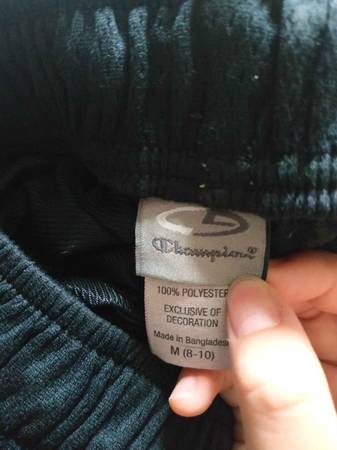 Champion
100% POLYESTER
EXCLUSIVE OF
DECORATION
Made in Bangladesh
M (8-10)